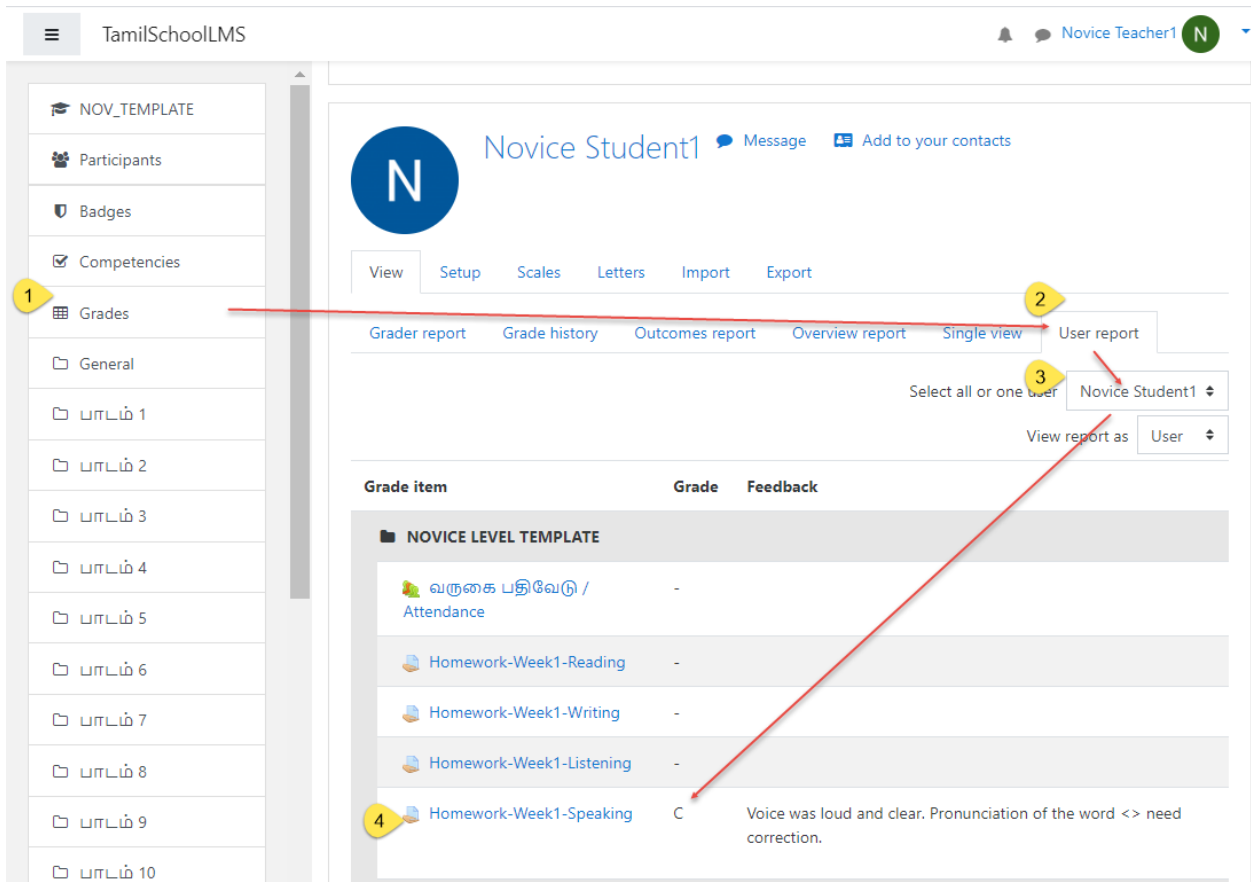 TamilSchoolLMS
Novice Teacher1 N
NOV_TEMPLATE
Participants
Badges
Competencies
1
Grades
General
பாடம் 1
பாடம் 2
பாடம் 3
பாடம் 4
பாடம் 5
பாடம் 6
பாடம் 7
பாடம் 8
பாடம் 9
பாடம் 10
N
Novice Student1 Message Add to your contacts
View Setup Scales Letters Import Export
2
Grader report Grade history Outcomes report Overview report Single view User report
3
Select all or one user Novice Student1
View report as User
Grade item Grade Feedback
NOVICE LEVEL TEMPLATE
வருகை பதிவேடு / -
Attendance
Homework-Week1-Reading -
Homework-Week1-Writing -
Homework-Week1-Listening -
4 Homework-Week1-Speaking C Voice was loud and clear. Pronunciation of the word <> need
correction.